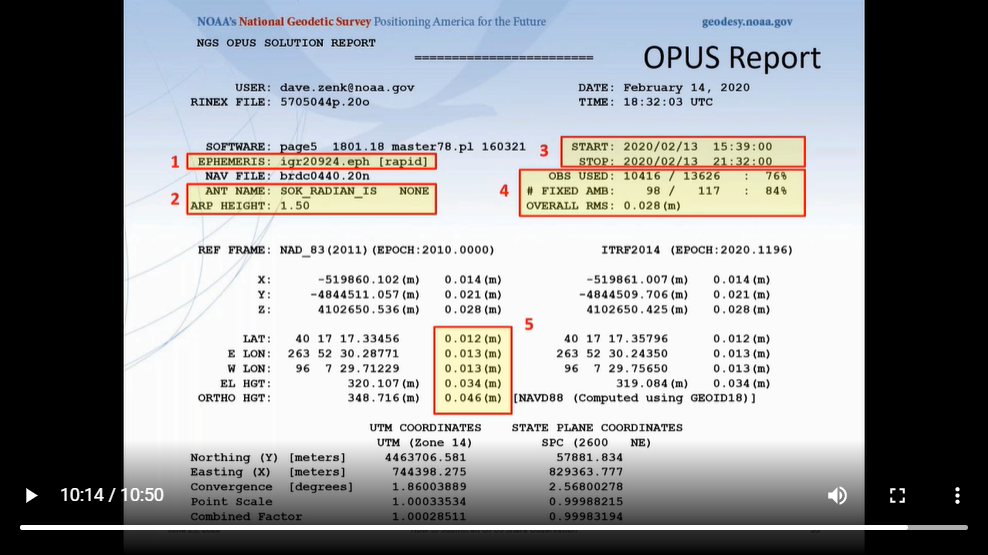 NOAA's National Geodetic Survey Positioning America for the Future geodesy.noaa.gov
NGS OPUS SOLUTION REPORT
========================
OPUS Report
USER: dave.zenk@noaa.gov DATE: February 14, 2020
RINEX FILE: 5705044p.20o TIME: 18:32:03 UTC
SOFTWARE: page5 1801.18 master78.pl 160321 3 START: 2020/02/13 15:39:00
1 EPHEMERIS: igr20924.eph [rapid] STOP: 2020/02/13 21:32:00
NAV FILE: brdc0440.20n OBS USED: 10416 / 13626 : 76%
2 ANT NAME: SOK_RADIAN_IS NONE 4 # FIXED AMB: 98 / 117 : 84%
ARP HEIGHT: 1.50 OVERALL RMS: 0.028(m)
REF FRAME: NAD_83(2011)(EPOCH:2010.0000) ITRF2014 (EPOCH:2020.1196)
X: -519860.102(m) 0.014(m) -519861.007(m) 0.014(m)
Y: -4844511.057(m) 0.021(m) -4844509.706(m) 0.021(m)
Z: 4102650.536(m) 0.028(m) 4102650.425(m) 0.028(m)
5
LAT: 40 17 17.33456 0.012(m) 40 17 17.35796 0.012(m)
E LON: 263 52 30.28771 0.013(m) 263 52 30.24350 0.013(m)
W LON: 96 7 29.71229 0.013(m) 96 7 29.75650 0.013(m)
EL HGT: 320.107(m) 0.034(m) 319.084(m) 0.034(m)
ORTHO HGT: 348.716(m) 0.046(m) [NAVD88 (Computed using GEOID18)]
UTM COORDINATES STATE PLANE COORDINATES
UTM (Zone 14) SPC (2600 NE)
Northing (Y) [meters] 4463706.581 57881.834
Easting (X) [meters] 744398.275 829363.777
Convergence [degrees] 1.86003889 2.56800278
Point Scale 1.00033534 0.99988215
Combined Factor 1.00028511 0.99983194
10:14 / 10:50